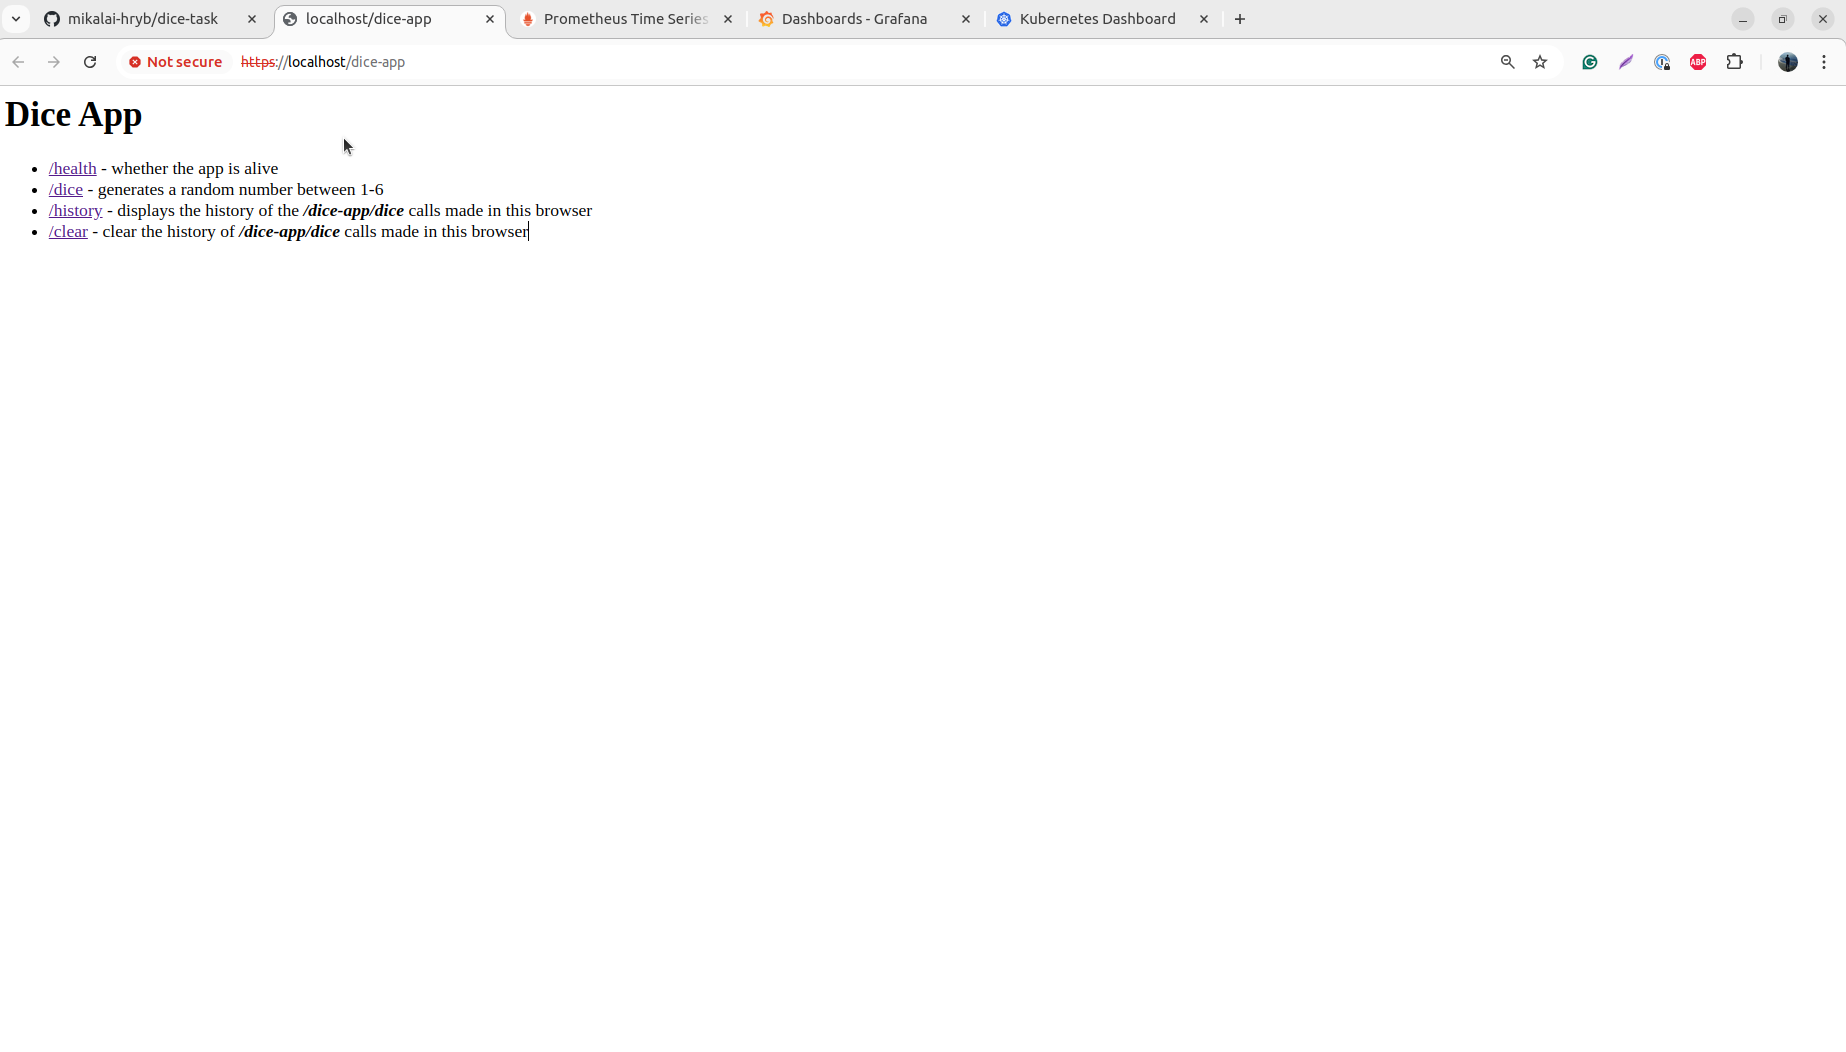 mikalai-hryb/dice-task
localhost/dice-app
Prometheus Time Series
Dashboards - Grafana
Kubernetes Dashboard
Not secure
https://localhost/dice-app
ABP
Dice App
/health - whether the app is alive
/dice - generates a random number between 1-6
/history - displays the history of the /dice-app/dice calls made in this browser
/clear - clear the history of /dice-app/dice calls made in this browser